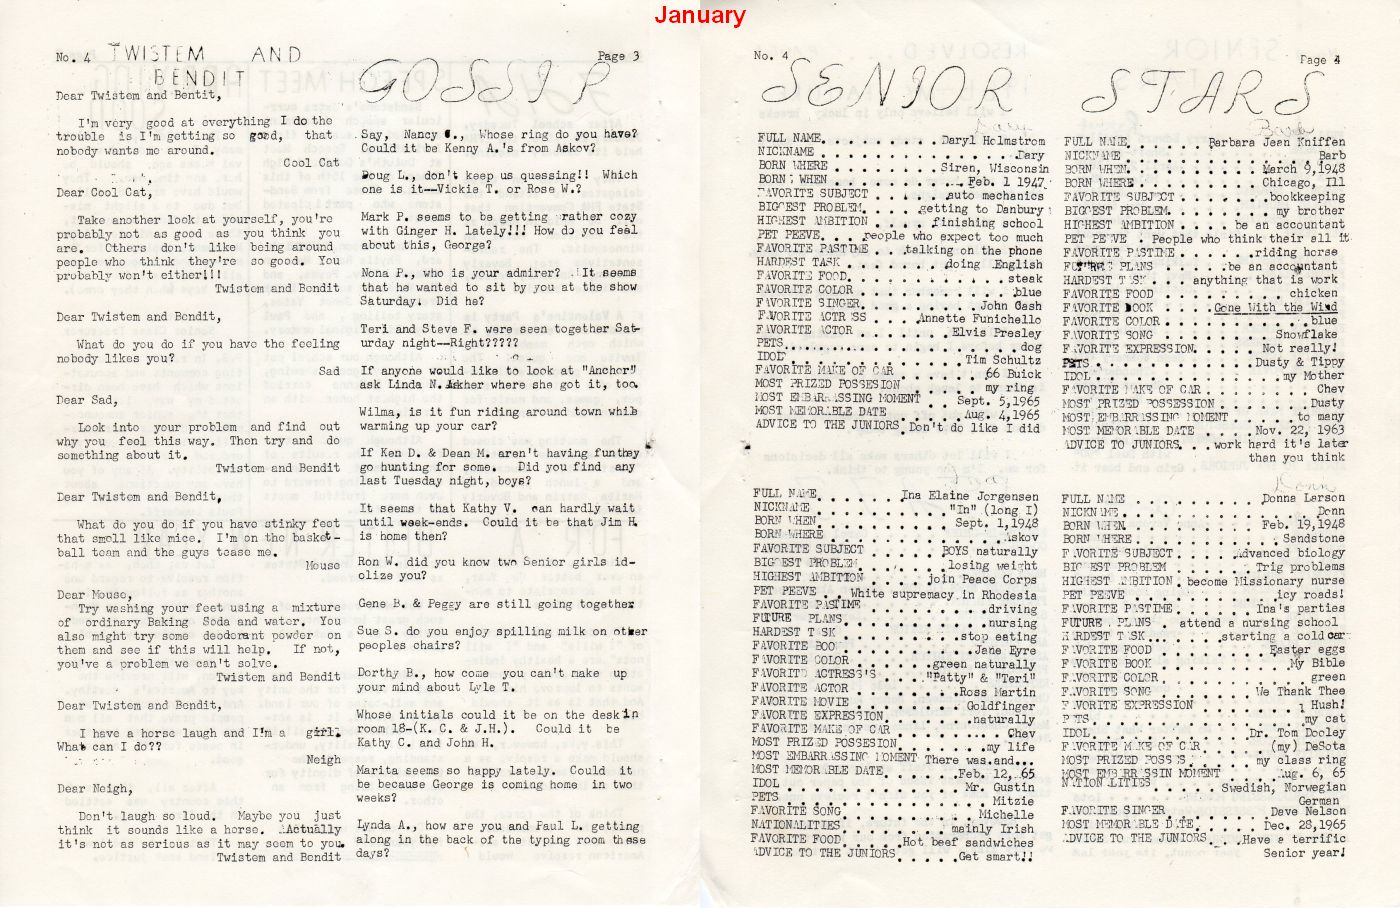 January
No. 4 TWISTEM AND BENDIT
Dear Twistem and Bentit,
I'm very good at everything I do the
trouble is I'm getting so good, that
nobody wants me around.
Cool Cat
Dear Cool Cat,
Take another look at yourself, you're
probably not as good as you think you
are. Others don't like being around
people who think they're so good. You
probably won't either!!!
Twistem and Bendit
Dear Twistem and Bendit,
What do you do if you have the feeling
nobody likes you?
Sad
Dear Sad,
Look into your problem and find out
why you feel this way. Then try and do
something about it.
Twistem and Bendit
Dear Twistem and Bendit,
What do you do if you have stinky feet
that smell like mice. I'm on the basket-
ball team and the guys tease me.
Mouse
Dear Mouse,
Try washing your feet using a mixture
of ordinary Baking Soda and water. You
also might try some deodorant powder on
them and see if this will help. If not,
you've a problem we can't solve.
Twistem and Bendit
Dear Twistem and Bendit,
I have a horse laugh and I'm a girl.
What can I do??
Neigh
Dear Neigh,
Don't laugh so loud. Maybe you just
think it sounds like a horse. Actually
it's not as serious as it may seem to you.
Twistem and Bendit
Page 3
GOSSIP
Say, Nancy ., Whose ring do you have?
Could it be Kenny A.'s from Askov?
Doug L., don't keep us quessing!! Which
one is it--Vickie T. or Rose W.?
Mark P. seems to be getting rather cozy
with Ginger H. lately!!! How do you feel
about this, George?
Nona P., who is your admirer? It seems
that he wanted to sit by you at the show
Saturday. Did he?
Teri and Steve F. were seen together Sat-
urday night--Right?????
If anyone would like to look at "Anchor"
ask Linda N. Askher where she got it, too.
Wilma, is it fun riding around town while
warming up your car?
If Ken D. & Dean M. aren't having fun they
go hunting for some. Did you find any
last Tuesday night, boys?
It seems that Kathy V. can hardly wait
until week-ends. Could it be that Jim H.
is home then?
Ron W. did you know two Senior girls id-
olize you?
Gene B. & Peggy are still going together
Sue S. do you enjoy spilling milk on other
peoples chairs?
Dorthy B., how come you can't make up
your mind about Lyle T.
Whose initials could it be on the desk in
room 18-(K. C. & J.H.). Could it be
Kathy C. and John H.
Marita seems so happy lately. Could it
be because George is coming home in two
weeks?
Lynda A., how are you and Paul L. getting
along in the back of the typing room these
days?
No. 4
Page 4
SENIOR STARS
Gary
FULL NAME. . . . . . . . . . . Daryl Holmstrom
NICKNAME . . . . . . . . . . . Dary
BORN WHERE . . . . . . . . . Siren, Wisconsin
BORN WHEN . . . . . . . . . Feb. 1 1947
FAVORITE SUBJECT . . . . . . auto mechanics
BIGGEST PROBLEM. . . . . getting to Danbury
HIGHEST AMBITION . . . . . finishing school
PET PEEVE. . . people who expect too much
FAVORITE PASTIME . . . talking on the phone
HARDEST TASK . . . . . . . doing English
FAVORITE FOOD. . . . . . . . . . steak
FAVORITE COLOR . . . . . . . . . blue
FAVORITE SINGER. . . . . . . . John Cash
FAVORITE ACTRESS . . . Annette Funichello
FAVORITE ACTOR . . . . . . Elvis Presley
PETS. . . . . . . . . . . . . . dog
IDOL . . . . . . . . . . . . Tim Schultz
FAVORITE MAKE OF CAR . . . . . 66 Buick
MOST PRIZED POSSESION . . . . my ring
MOST EMBARRASSING MOMENT . . Sept. 5,1965
MOST MEMORABLE DATE . . . . Aug. 4,1965
ADVICE TO THE JUNIORS. Don't do like I did
FULL NAME. . . . . . . Ina Elaine Jorgensen
NICKNAME . . . . . . . . . "In" (long I)
BORN WHEN. . . . . . . . . Sept. 1,1948
BORN WHERE . . . . . . . . . . Askov
FAVORITE SUBJECT . . . . BOYS naturally
BIGGEST PROBLEM. . . . . losing weight
HIGHEST AMBITION . . . . join Peace Corps
PET PEEVE . . White supremacy in Rhodesia
FAVORITE PASTIME . . . . . . . driving
FUTURE PLANS . . . . . . . . . nursing
HARDEST TASK . . . . . . . stop eating
FAVORITE BOOK . . . . . . . . Jane Eyre
FAVORITE COLOR . . . . . green naturally
FAVORITE ACTRESS'S . . . "Patty" & "Teri"
FAVORITE ACTOR . . . . . . Ross Martin
FAVORITE MOVIE . . . . . . . Goldfinger
FAVORITE EXPRESSION. . . . . naturally
FAVORITE MAKE OF CAR . . . . . . Chev
MOST PRIZED POSSESION. . . . . my life
MOST EMBARRASSING MOMENT There was.and...
MOST MEMORABLE DATE . . . . Feb. 12, 65
IDOL . . . . . . . . . . . . Mr. Gustin
PETS . . . . . . . . . . . . . Mitzie
FAVORITE SONG . . . . . . . . Michelle
NATIONALITIES . . . . . . mainly Irish
FAVORITE FOOD. . . . Hot beef sandwiches
ADVICE TO THE JUNIORS. . . . Get smart!!
Barb
FULL NAME. . . . . . . Barbara Jean Kniffen
NICKNAME . . . . . . . . . . . . Barb
BORN WHEN. . . . . . . . . March 9,1948
BORN WHERE . . . . . . . . Chicago, Ill
FAVORITE SUBJECT . . . . . . bookkeeping
BIGGEST PROBLEM. . . . . . . my brother
HIGHEST AMBITION . . . . be an accountant
PET PEEVE . People who think their all it
FAVORITE PASTIME . . . . . riding horse
FUTURE PLANS . . . . . be an accountant
HARDEST TASK . . . anything that is work
FAVORITE FOOD . . . . . . . . chicken
FAVORITE BOOK . . . . Gone With the Wind
FAVORITE COLOR . . . . . . . . . blue
FAVORITE SONG . . . . . . . . Snowflake
FAVORITE EXPRESSION. . . . . Not really!
PETS . . . . . . . . . . Dusty & Tippy
IDOL. . . . . . . . . . . . my Mother
FAVORITE MAKE OF CAR . . . . . . Chev
MOST PRIZED POSSESSION . . . . . Dusty
MOST EMBARRASSING MOMENT . . . to many
MOST MEMORABLE DATE . . . Nov. 22, 1963
ADVICE TO JUNIORS. . . work hard it's later
than you think
Donn
FULL NAME . . . . . . . . Donna Larson
NICKNAME. . . . . . . . . . . . Donn
BORN WHEN. . . . . . . . . Feb. 19,1948
BORN WHERE. . . . . . . . . Sandstone
FAVORITE SUBJECT. . . . Advanced biology
BIGGEST PROBLEM . . . . . Trig problems
HIGHEST AMBITION . become Missionary nurse
PET PEEVE . . . . . . . . . icy roads!
FAVORITE PASTIME . . . . Ina's parties
FUTURE PLANS . . attend a nursing school
HARDEST TASK. . . . starting a cold car
FAVORITE FOOD . . . . . . Easter eggs
FAVORITE BOOK . . . . . . . My Bible
FAVORITE COLOR . . . . . . . . . green
FAVORITE SONG . . . . . . We Thank Thee
FAVORITE EXPRESSION . . . . . . Hush!
PETS. . . . . . . . . . . . . my cat
IDOL. . . . . . . . . . Dr. Tom Dooley
FAVORITE MAKE OF CAR . . . (my) DeSota
MOST PRIZED POSSES . . . my class ring
MOST EMBARRASSIN MOMENT . . Aug. 6, 65
NATIONALITIES . . . . Swedish, Norwegian
German
FAVORITE SINGER. . . . . . . Dave Nelson
MOST MEMORABLE DATE. . . . Dec. 28,1965
ADVICE TO THE JUNIORS. . . Have a terrific
Senior year!